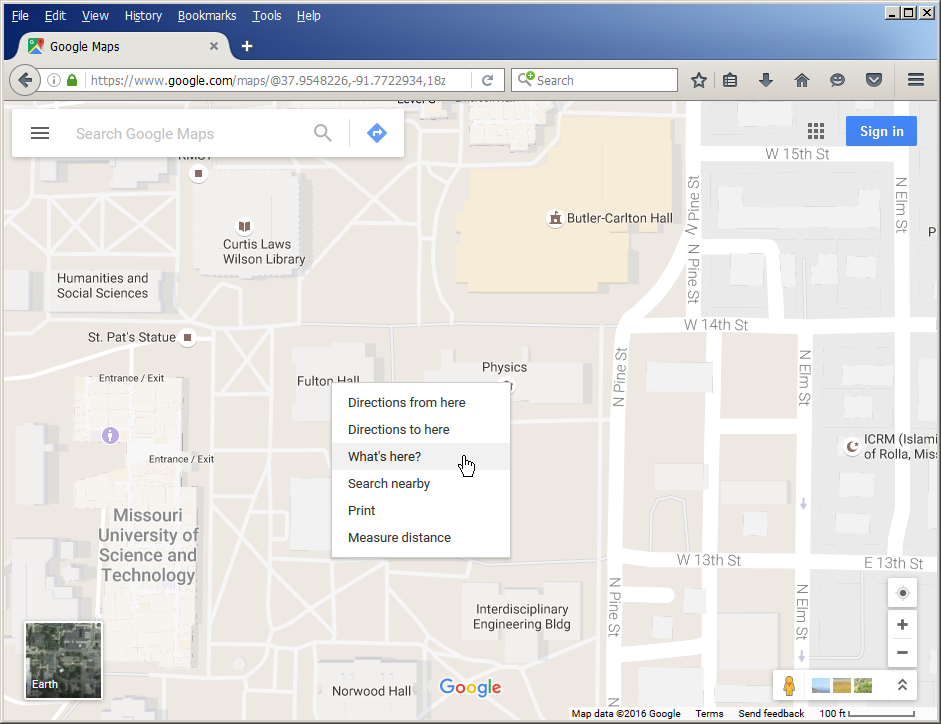 File Edit View History Bookmarks Tools Help
Google Maps
https://www.google.com/maps/@37.9548226,-91.7722934,18z
Search
Search Google Maps
Sign in
W 15th St
W Pine St
N Elm St
Butler-Carlton Hall
Curtis Laws
Wilson Library
N Pine St
Humanities and
Social Sciences
W 14th St
St. Pat's Statue
Physics
N Pine St
N Elm St
Entrance / Exit
Fulton Hall
Directions from here
Directions to here
What's here?
Search nearby
Print
Measure distance
ICRM (Islami
of Rolla, Miss
Entrance / Exit
Missouri
University of
Science and
Technology
W 13th St
E 13th St
N Pine St
N Elm St
Interdisciplinary
Engineering Bldg
Earth
Norwood Hall
Google
Map data ©2016 Google Terms Send feedback 100 ft